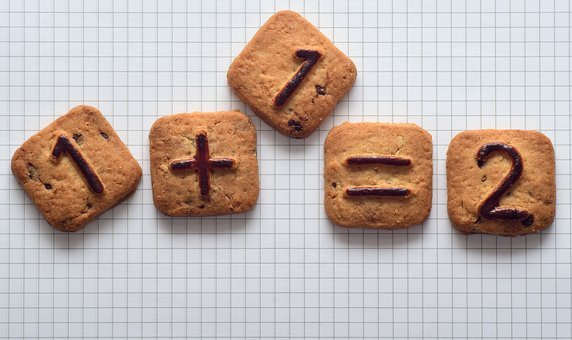 1 + 1 = 2